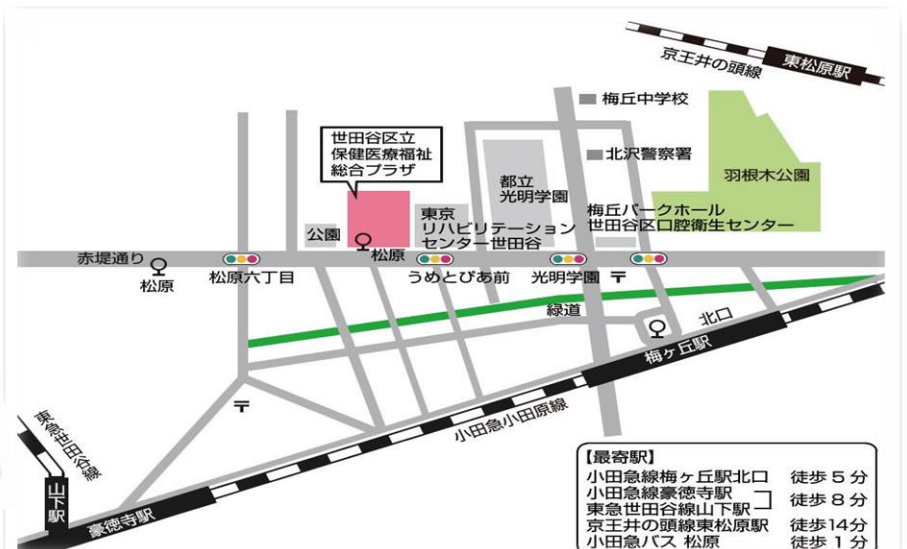 京王井の頭線
東松原駅
梅丘中学校
世田谷区立
保健医療福祉
総合プラザ
北沢警察署
都立
光明学園
羽根木公園
公園
東京
リハビリテーション
センター世田谷
梅丘パークホール
世田谷区口腔衛生センター
赤堤通り
松原
松原六丁目
松原
うめとぴあ前
光明学園
〒
緑道
北口
梅ヶ丘駅
〒
小田急小田原線
東急世田谷線
山下駅
豪徳寺駅
【最寄駅】
小田急線梅ヶ丘駅北口 徒歩5分
小田急線豪徳寺駅
東急世田谷線山下駅 徒歩8分
京王井の頭線東松原駅 徒歩14分
小田急バス 松原 徒歩1分